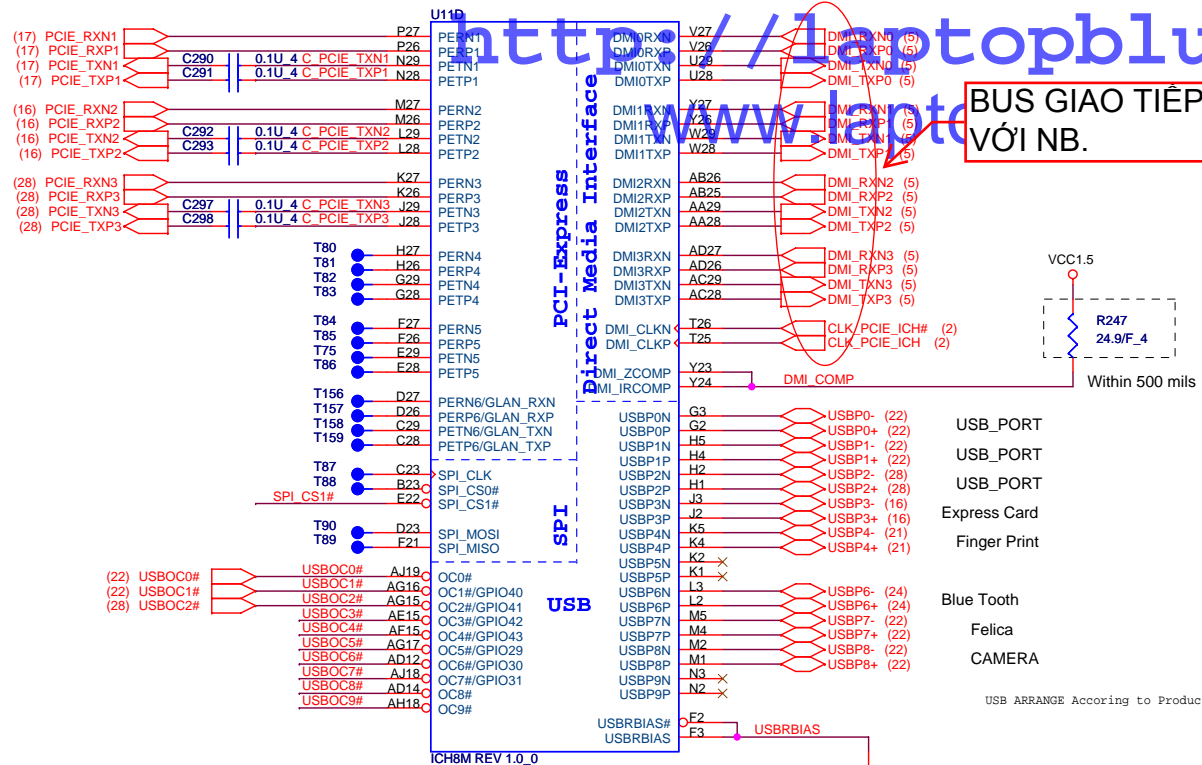 U11D
http://laptopblu
www.lapto
BUS GIAO TIẾP
VỚI NB.
(17) PCIE_RXN1
(17) PCIE_RXP1
(17) PCIE_TXN1
(17) PCIE_TXP1
C290 0.1U_4 C_PCIE_TXN1
C291 0.1U_4 C_PCIE_TXP1
P27 PERN1
P26 PERP1
N29 PETN1
N28 PETP1
(16) PCIE_RXN2
(16) PCIE_RXP2
(16) PCIE_TXN2
(16) PCIE_TXP2
C292 0.1U_4 C_PCIE_TXN2
C293 0.1U_4 C_PCIE_TXP2
M27 PERN2
M26 PERP2
L29 PETN2
L28 PETP2
(28) PCIE_RXN3
(28) PCIE_RXP3
(28) PCIE_TXN3
(28) PCIE_TXP3
C297 0.1U_4 C_PCIE_TXN3
C298 0.1U_4 C_PCIE_TXP3
K27 PERN3
K26 PERP3
J29 PETN3
J28 PETP3
T80 H27 PERN4
T81 H26 PERP4
T82 G29 PETN4
T83 G28 PETP4
T84 F27 PERN5
T85 F26 PERP5
T75 E29 PETN5
T86 E28 PETP5
T156 D27 PERN6/GLAN_RXN
T157 D26 PERP6/GLAN_RXP
T158 C29 PETN6/GLAN_TXN
T159 C28 PETP6/GLAN_TXP
T87 C23 SPI_CLK
T88 B23 SPI_CS0#
SPI_CS1# E22 SPI_CS1#
T90 D23 SPI_MOSI
T89 F21 SPI_MISO
(22) USBOC0# USBOC0# AJ19 OC0#
(22) USBOC1# USBOC1# AG16 OC1#/GPIO40
(28) USBOC2# USBOC2# AG15 OC2#/GPIO41
USBOC3# AE15 OC3#/GPIO42
USBOC4# AF15 OC4#/GPIO43
USBOC5# AG17 OC5#/GPIO29
USBOC6# AD12 OC6#/GPIO30
USBOC7# AJ18 OC7#/GPIO31
USBOC8# AD14 OC8#
USBOC9# AH18 OC9#
PCI-Express
Direct Media Interface
SPI
USB
DMI0RXN V27 DMI_RXN0 (5)
DMI0RXP V26 DMI_RXP0 (5)
DMI0TXN U29 DMI_TXN0 (5)
DMI0TXP U28 DMI_TXP0 (5)
DMI1RXN Y27 DMI_RXN1 (5)
DMI1RXP Y26 DMI_RXP1 (5)
DMI1TXN W29 DMI_TXN1 (5)
DMI1TXP W28 DMI_TXP1 (5)
DMI2RXN AB26 DMI_RXN2 (5)
DMI2RXP AB25 DMI_RXP2 (5)
DMI2TXN AA29 DMI_TXN2 (5)
DMI2TXP AA28 DMI_TXP2 (5)
DMI3RXN AD27 DMI_RXN3 (5)
DMI3RXP AD26 DMI_RXP3 (5)
DMI3TXN AC29 DMI_TXN3 (5)
DMI3TXP AC28 DMI_TXP3 (5)
DMI_CLKN T26 CLK_PCIE_ICH# (2)
DMI_CLKP T25 CLK_PCIE_ICH (2)
DMI_ZCOMP Y23
DMI_IRCOMP Y24 DMI_COMP
VCC1.5
R247
24.9/F_4
Within 500 mils
USBP0N G3 USBP0- (22)
USBP0P G2 USBP0+ (22)
USB_PORT
USBP1N H5 USBP1- (22)
USBP1P H4 USBP1+ (22)
USB_PORT
USBP2N H2 USBP2- (28)
USBP2P H1 USBP2+ (28)
USB_PORT
USBP3N J3 USBP3- (16)
USBP3P J2 USBP3+ (16)
Express Card
USBP4N K5 USBP4- (21)
USBP4P K4 USBP4+ (21)
Finger Print
USBP5N K2
USBP5P K1
USBP6N L3 USBP6- (24)
USBP6P L2 USBP6+ (24)
Blue Tooth
USBP7N M5 USBP7- (22)
USBP7P M4 USBP7+ (22)
Felica
USBP8N M2 USBP8- (22)
USBP8P M1 USBP8+ (22)
CAMERA
USBP9N N3
USBP9P N2
USB ARRANGE Accoring to Produc
USBRBIAS# F2
USBRBIAS F3 USBRBIAS
ICH8M REV 1.0_0